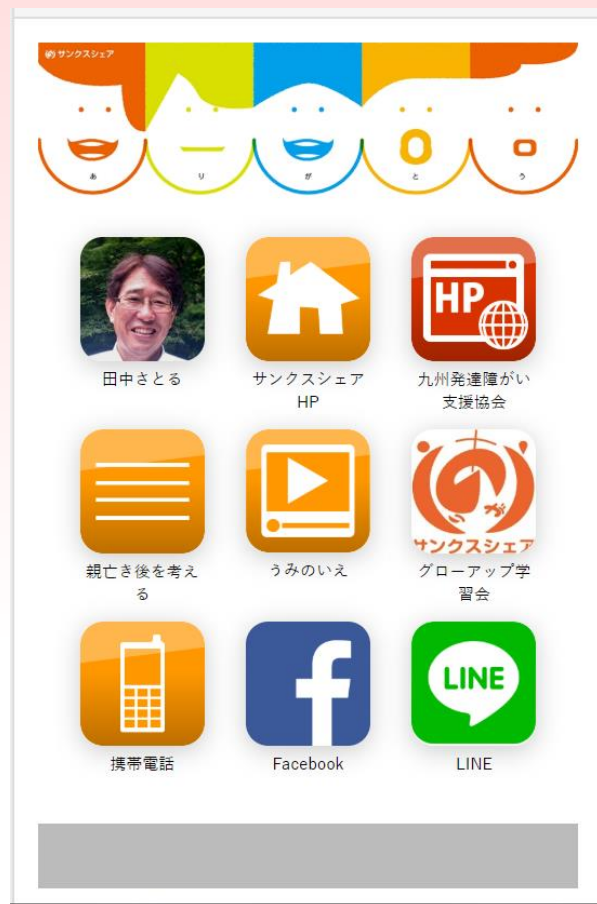 サンクスシェア
あ り が と う
田中さとる
サンクスシェア
HP
HP
九州発達障がい
支援協会
親亡き後を考え
る
うみのいえ
サンクスシェア
グローアップ学
習会
携帯電話
Facebook
LINE
LINE